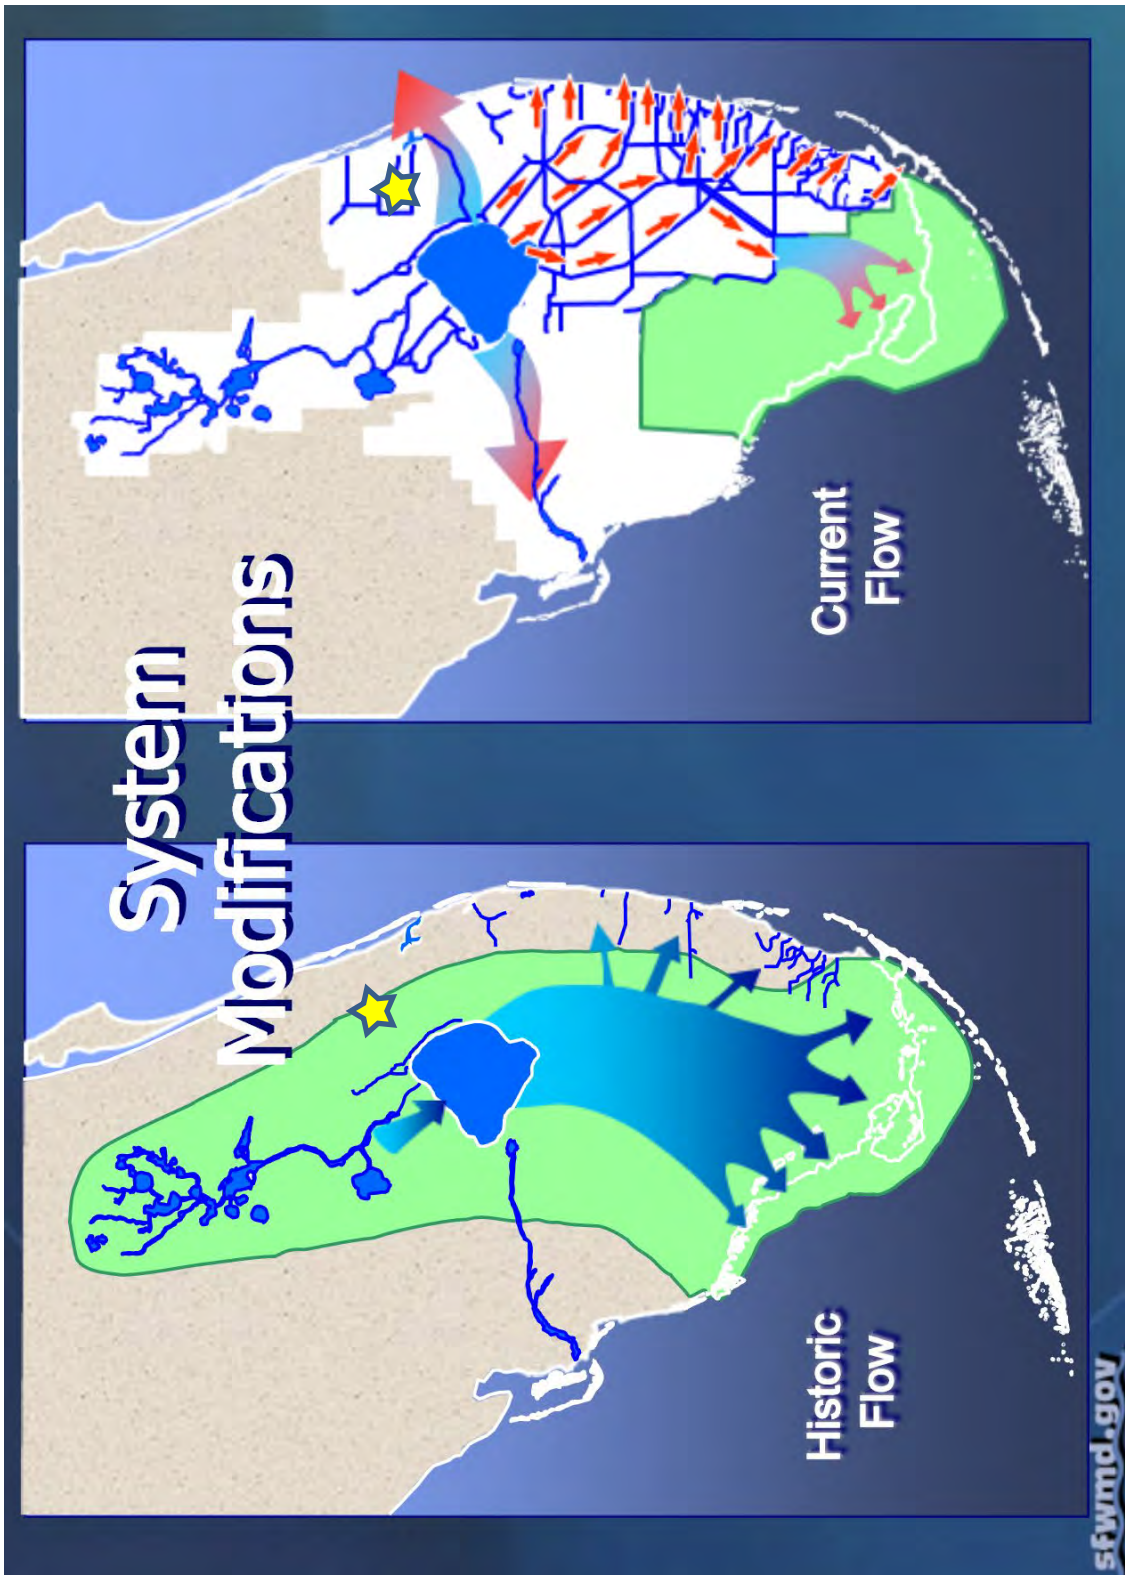 System
Modifications
Historic
Flow
Current
Flow
sfwmd.gov